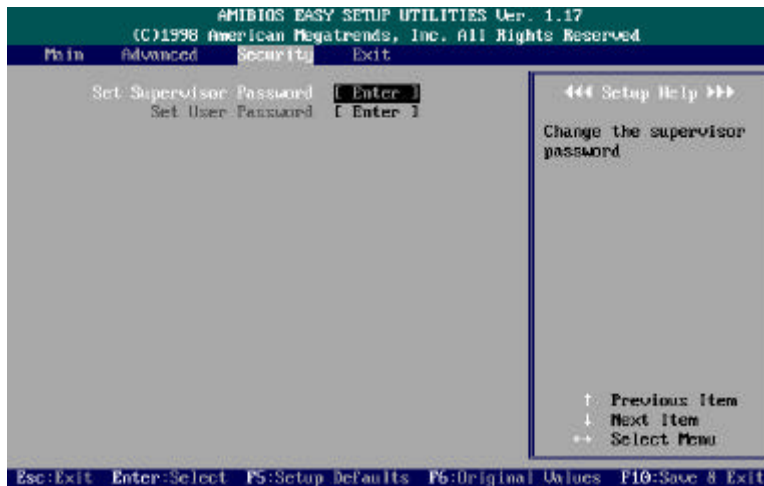 AMIBIOS EASY SETUP UTILITIES Ver. 1.17
(C)1998 American Megatrends, Inc. All Rights Reserved
Main Advanced Security Exit
Set Supervisor Password [ Enter ]
Set User Password [ Enter ]
◄◄◄ Setup Help ►►►
Change the supervisor
password
↑ Previous Item
↓ Next Item
↔ Select Menu
Esc:Exit Enter:Select F5:Setup Defaults F6:Original Values F10:Save & Exit